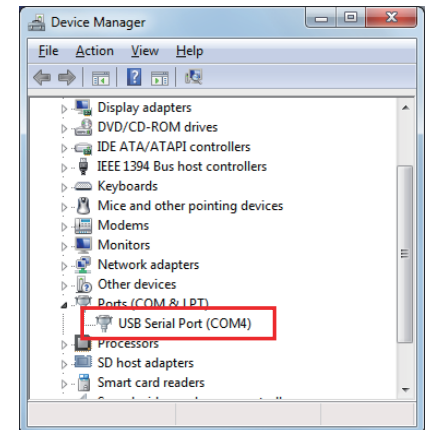 Device Manager
File Action View Help
Display adapters
DVD/CD-ROM drives
IDE ATA/ATAPI controllers
IEEE 1394 Bus host controllers
Keyboards
Mice and other pointing devices
Modems
Monitors
Network adapters
Other devices
Ports (COM & LPT)
USB Serial Port (COM4)
Processors
SD host adapters
Smart card readers